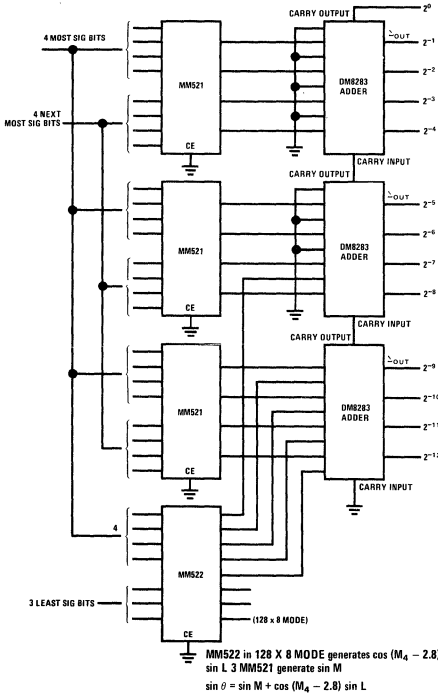 CARRY OUTPUT
2⁰
4 MOST SIG BITS
MM521
DM8283
ADDER
OUT
2⁻¹
2⁻²
2⁻³
2⁻⁴
4 NEXT
MOST SIG BITS
CE
CARRY INPUT
CARRY OUTPUT
MM521
DM8283
ADDER
OUT
2⁻⁵
2⁻⁶
2⁻⁷
2⁻⁸
CE
CARRY INPUT
CARRY OUTPUT
MM521
DM8283
ADDER
OUT
2⁻⁹
2⁻¹⁰
2⁻¹¹
CE
CARRY INPUT
4
MM522
3 LEAST SIG BITS
(128 x 8 MODE)
CE
MM522 in 128 X 8 MODE generates cos (M₄ − 2.8)
sin L 3 MM521 generate sin M
sin θ = sin M + cos (M₄ − 2.8) sin L